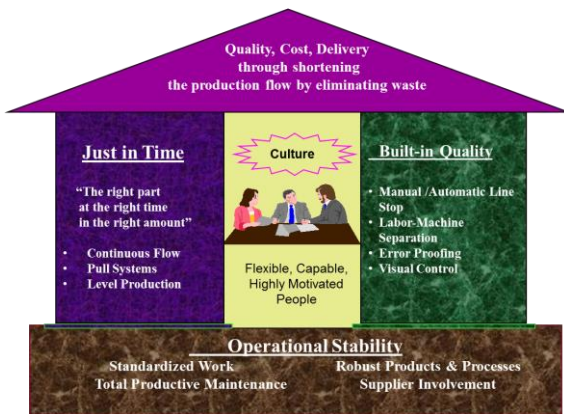 Quality, Cost, Delivery
through shortening
the production flow by eliminating waste
Just in Time
“The right part
at the right time
in the right amount”
• Continuous Flow
• Pull Systems
• Level Production
Culture
Flexible, Capable,
Highly Motivated
People
Built-in Quality
• Manual /Automatic Line
Stop
• Labor-Machine
Separation
• Error Proofing
• Visual Control
Operational Stability
Standardized Work
Total Productive Maintenance
Robust Products & Processes
Supplier Involvement